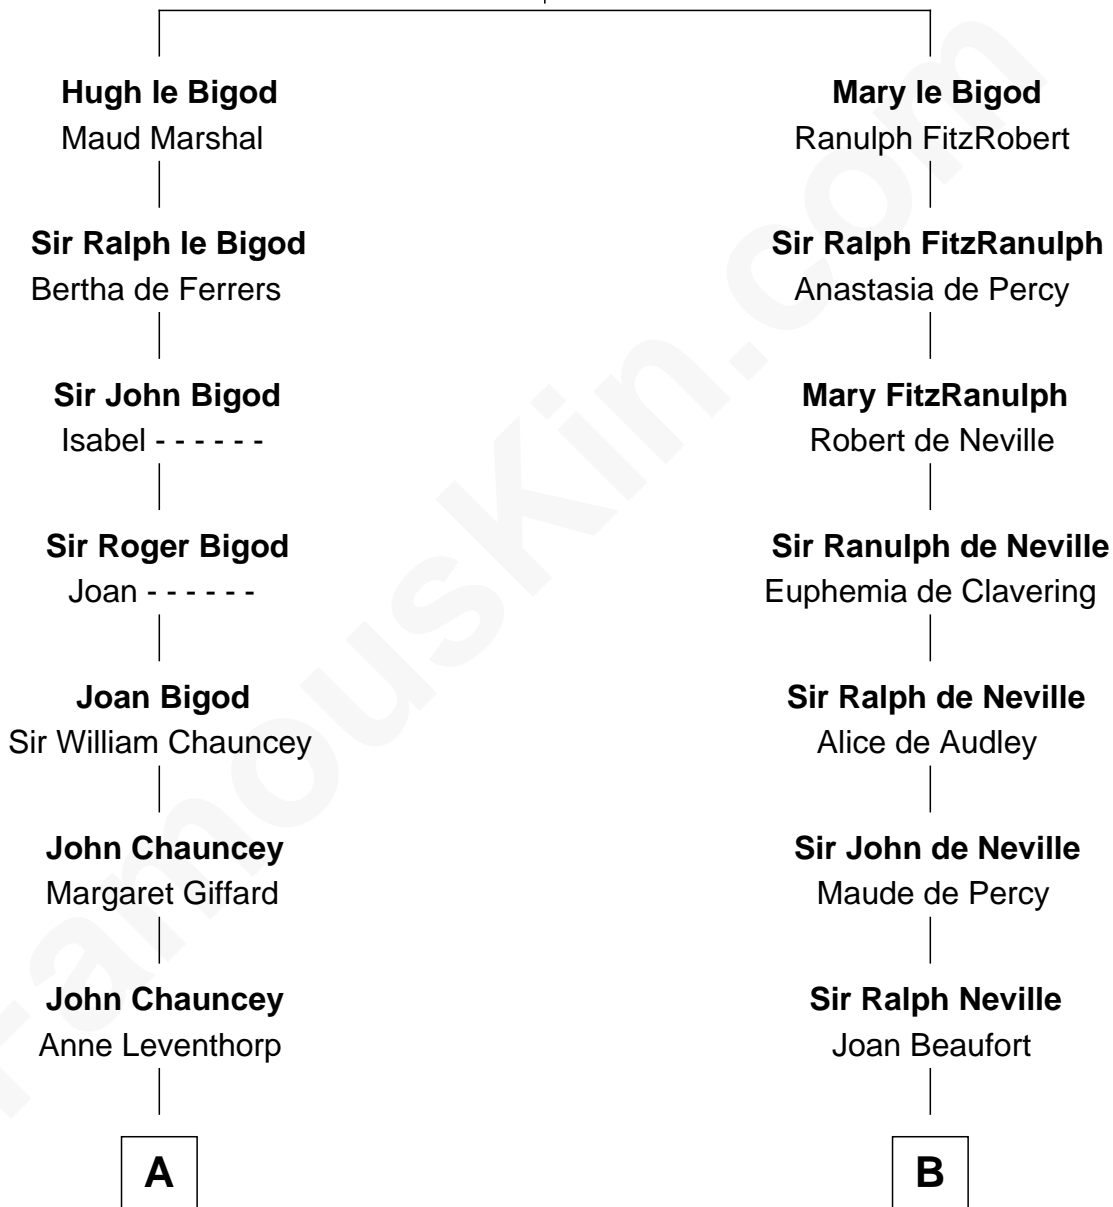 Hugh le Bigod
Maud Marshal
Sir Ralph le Bigod
Bertha de Ferrers
Sir John Bigod
Isabel - - - - - -
Sir Roger Bigod
Joan - - - - - -
Joan Bigod
Sir William Chauncey
John Chauncey
Margaret Giffard
John Chauncey
Anne Leventhorp
A
Mary le Bigod
Ranulph FitzRobert
Sir Ralph FitzRanulph
Anastasia de Percy
Mary FitzRanulph
Robert de Neville
Sir Ranulph de Neville
Euphemia de Clavering
Sir Ralph de Neville
Alice de Audley
Sir John de Neville
Maude de Percy
Sir Ralph Neville
Joan Beaufort
B
FamousKin.com